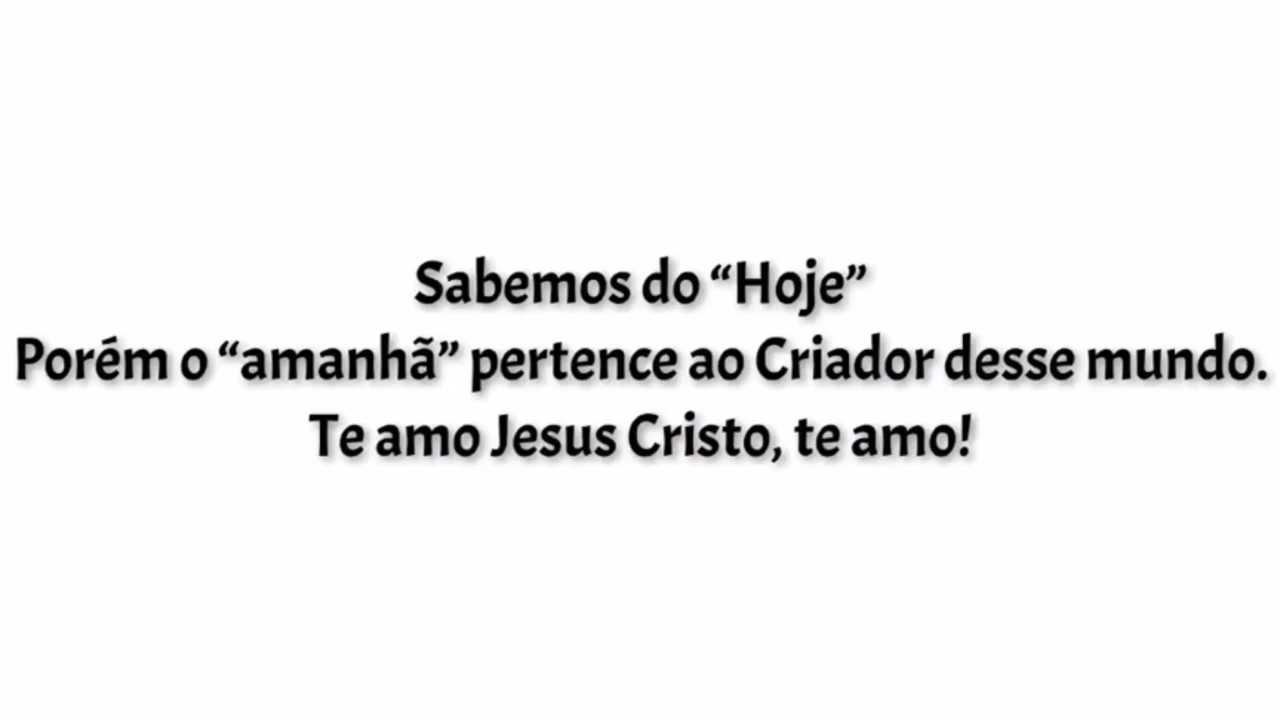 Sabemos do “Hoje”
Porém o “amanhã” pertence ao Criador desse mundo.
Te amo Jesus Cristo, te amo!